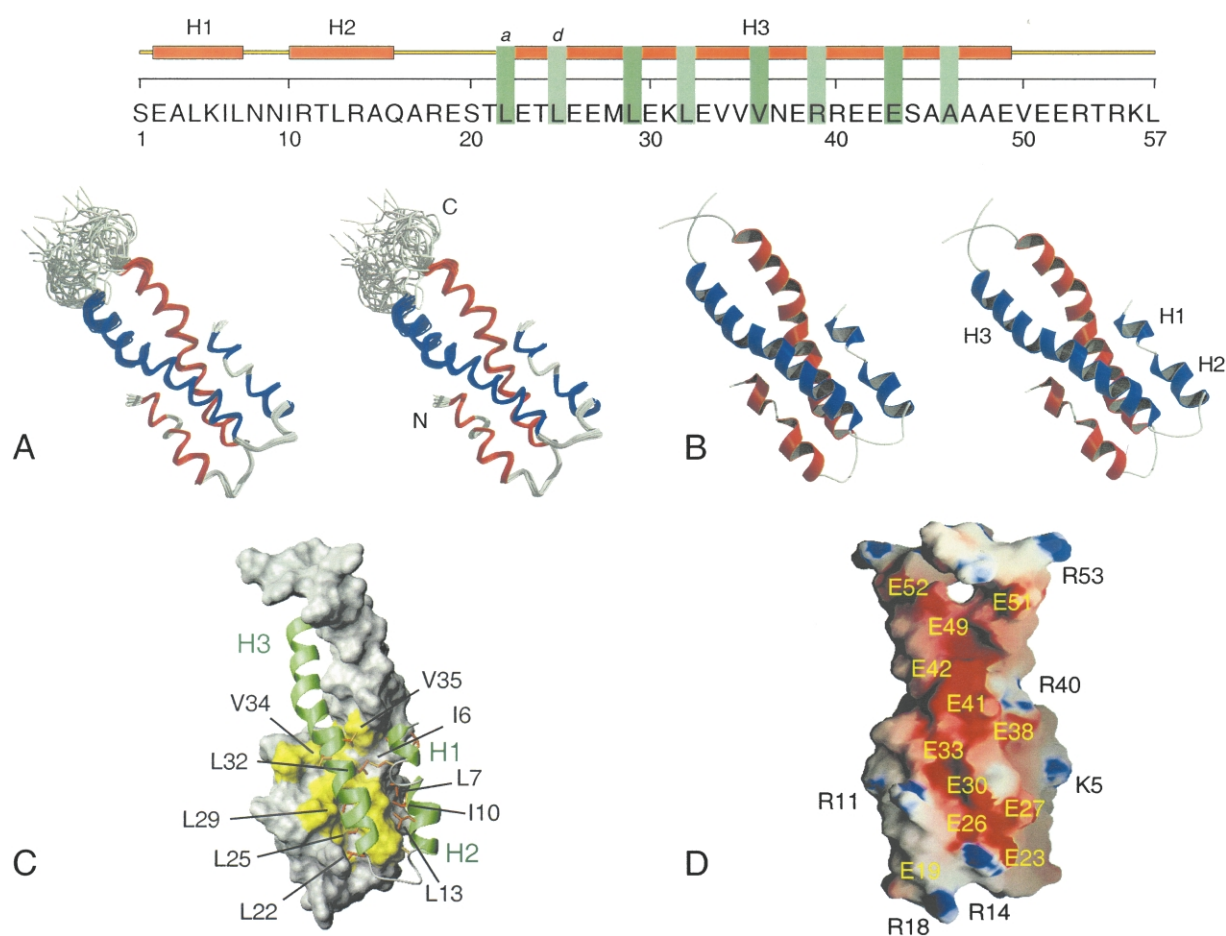 H1 H2 a d H3
SEALKILNNIRTLRAQARESTLETLEEMLEKLEVVVNERREEESAAAAEVEERTRKL
1 10 20 30 40 50 57
C
N
A
H3
H1
H2
B
H3
V35
V34
I6
H1
L32
L7
L29
I10
L25
H2
L13
L22
C
E52
R53
E51
E49
E42
R40
E41
E38
E33
K5
E30
R11
E27
E26
E23
E19
R14
R18
D